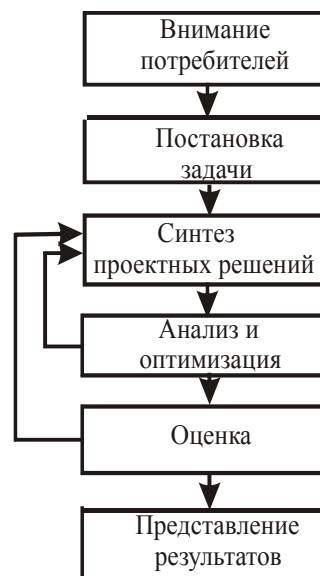 Внимание
потребителей
Постановка
задачи
Синтез
проектных решений
Анализ и
оптимизация
Оценка
Представление
результатов